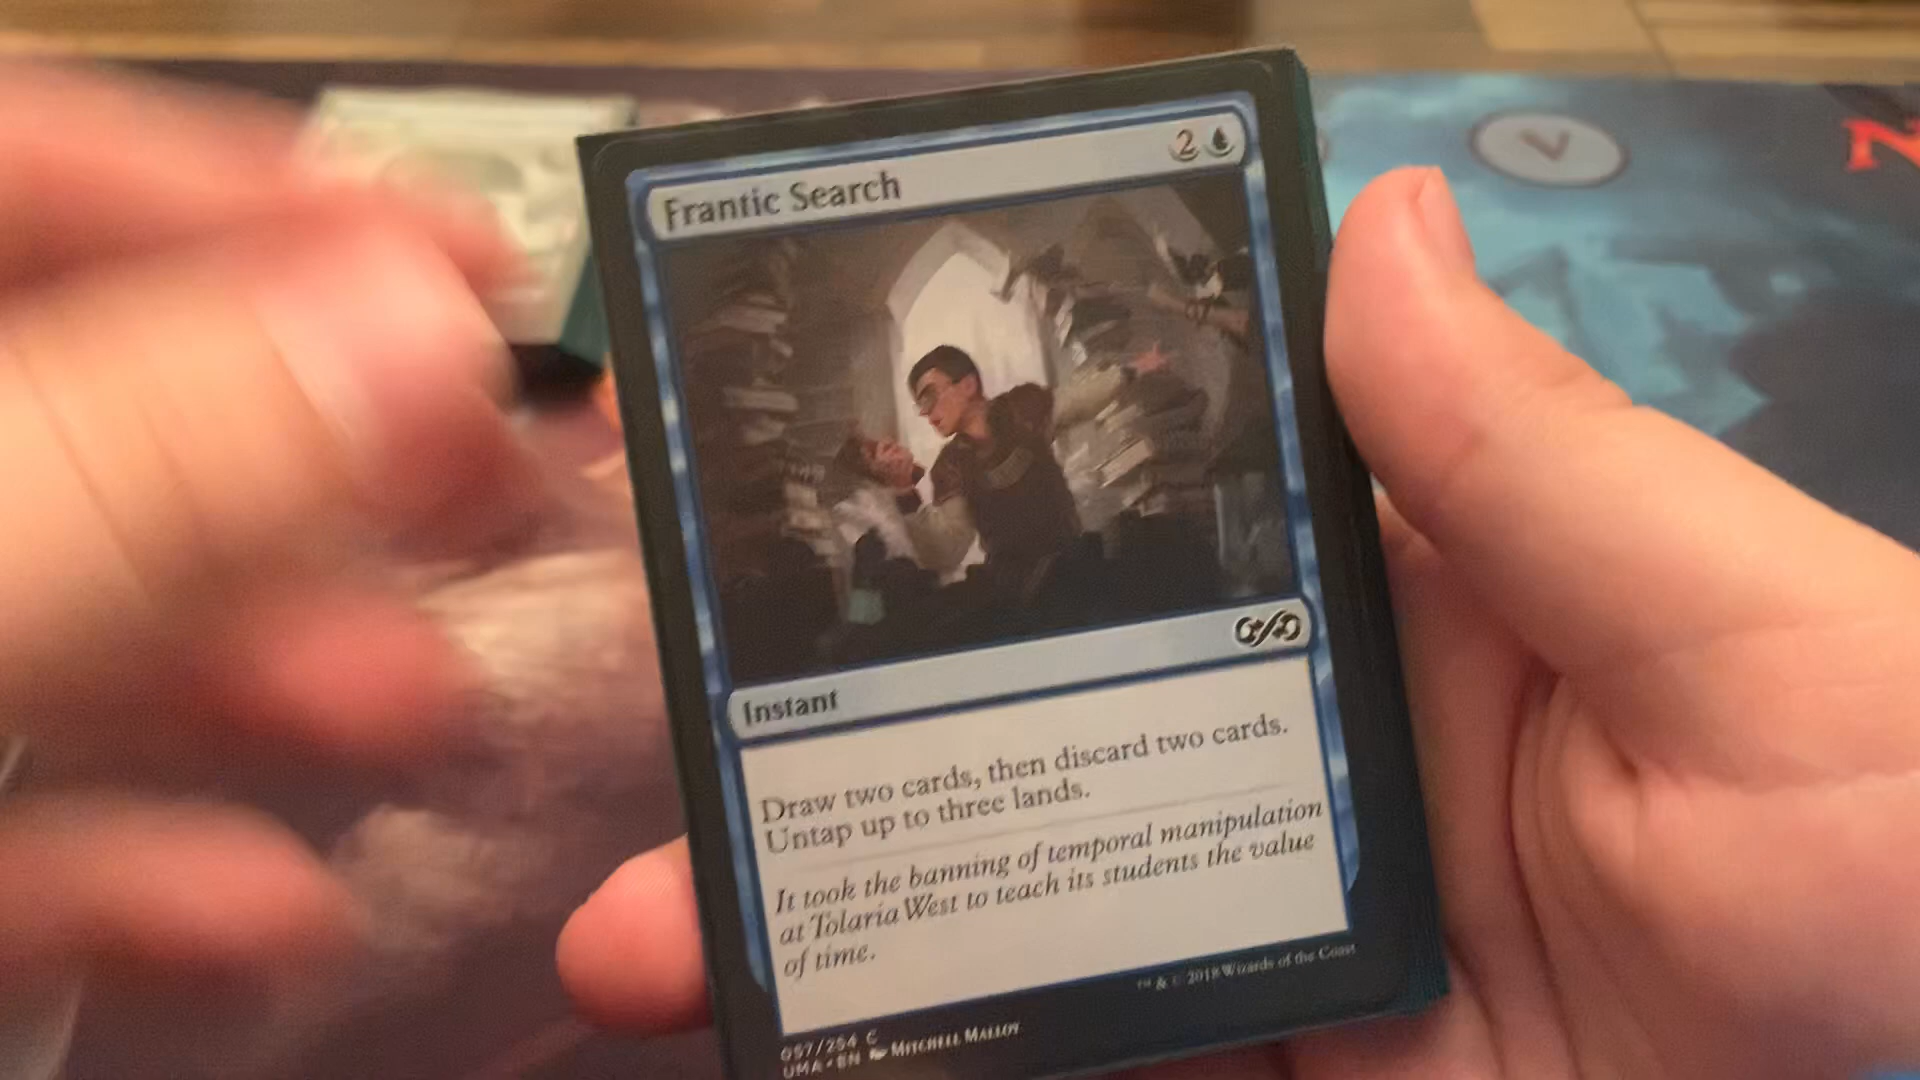 Frantic Search
2
Instant
Draw two cards, then discard two cards.
Untap up to three lands.
It took the banning of temporal manipulation
at Tolaria West to teach its students the value
of time.
™ & © 2018 Wizards of the Coast
057/254 C
UMA • EN Mitchell Malloy
N